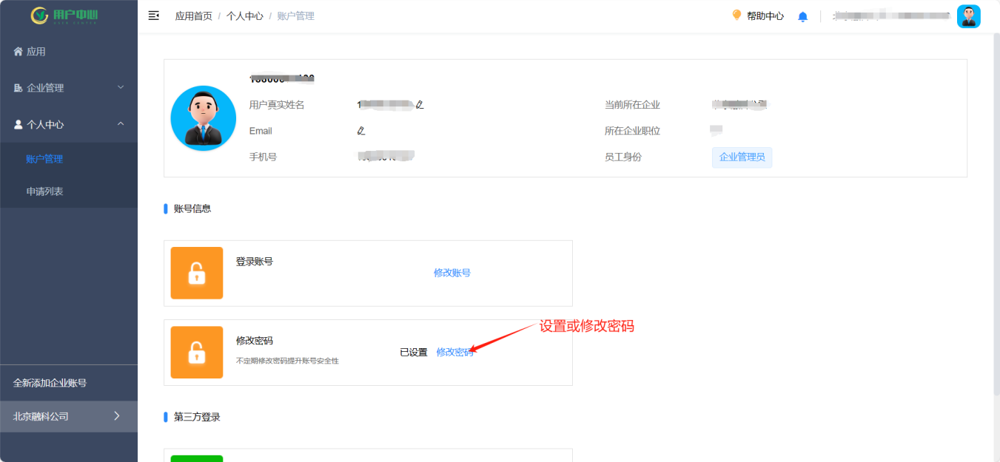 用户中心
USER CENTER
应用首页 / 个人中心 / 账户管理
帮助中心
应用
企业管理
个人中心
账户管理
申请列表
全新添加企业账号
北京融科公司
用户真实姓名
当前所在企业
Email
所在企业职位
手机号
员工身份
企业管理员
账号信息
登录账号
修改账号
修改密码
不定期修改密码提升账号安全性
已设置 修改密码
设置或修改密码
第三方登录